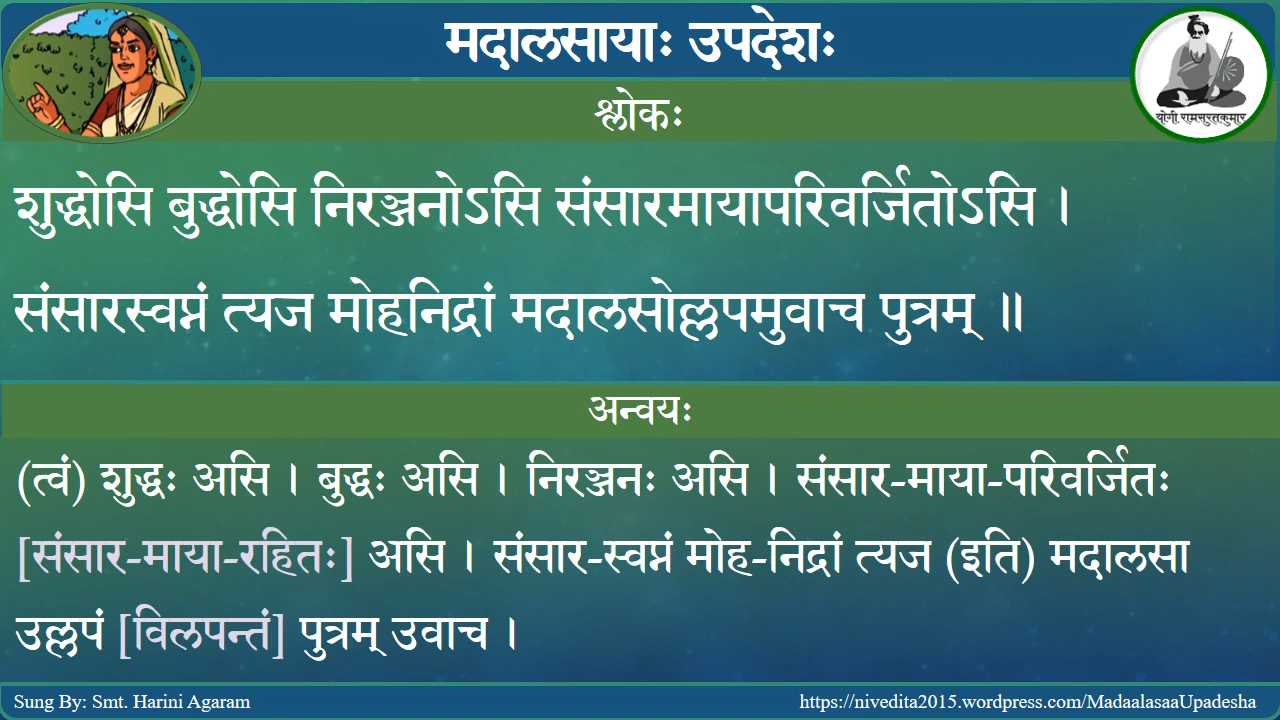 मदालसायाः उपदेशः
योगी रामसुरतकुमार
श्लोकः
शुद्धोसि बुद्धोसि निरञ्जनोऽसि संसारमायापरिवर्जितोऽसि ।
संसारस्वप्नं त्यज मोहनिद्रां मदालसोल्लपमुवाच पुत्रम् ॥
अन्वयः
(त्वं) शुद्धः असि । बुद्धः असि । निरञ्जनः असि । संसार-माया-परिवर्जितः
[संसार-माया-रहितः] असि । संसार-स्वप्नं मोह-निद्रां त्यज (इति) मदालसा
उल्लपं [विलपन्तं] पुत्रम् उवाच ।
Sung By: Smt. Harini Agaram
https://nivedita2015.wordpress.com/MadaalasaaUpadesha